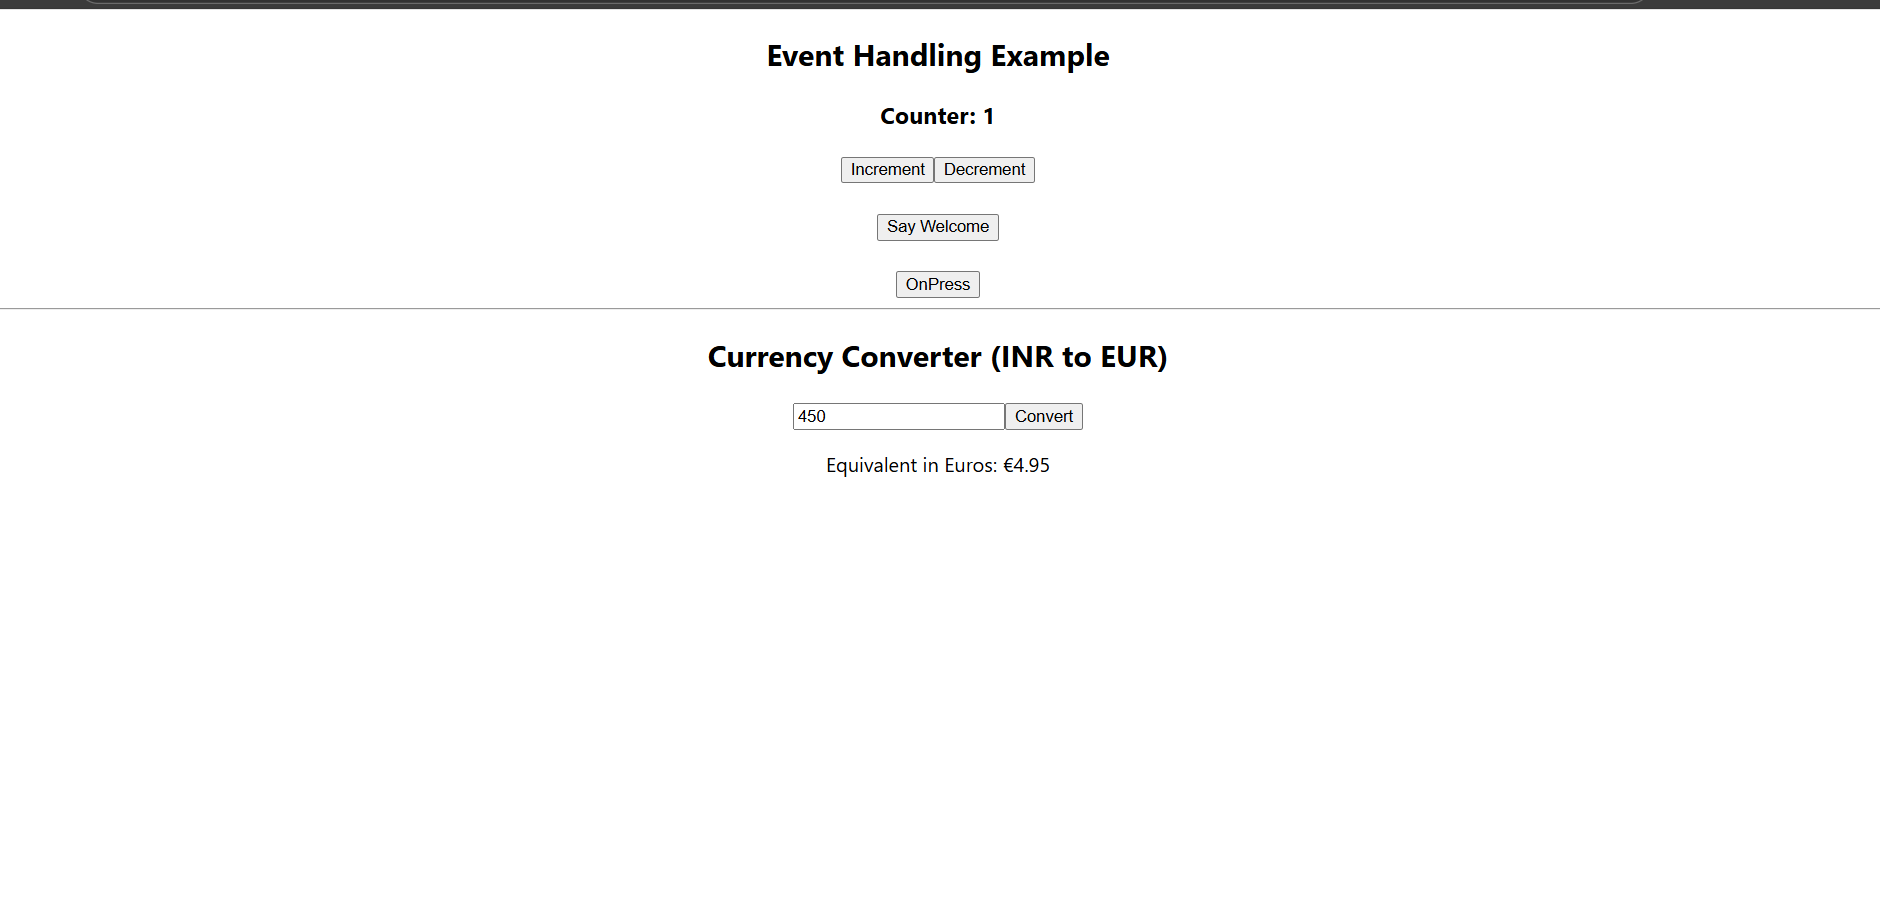 Event Handling Example
Counter: 1
Increment Decrement
Say Welcome
OnPress
Currency Converter (INR to EUR)
450 Convert
Equivalent in Euros: €4.95